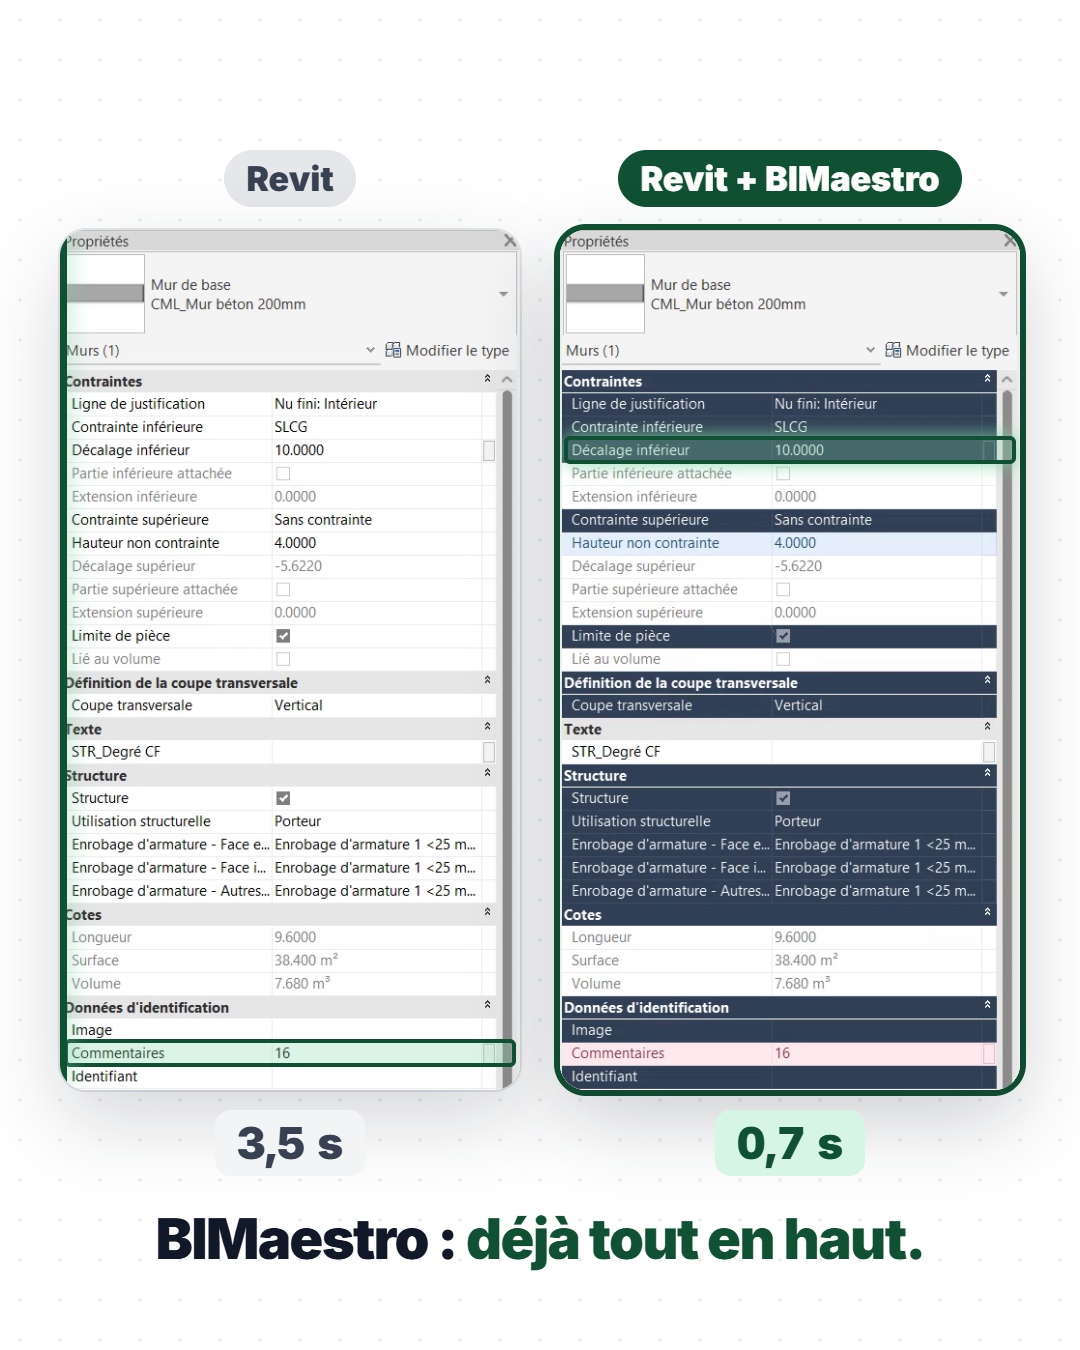 Revit
Propriétés
Mur de base
CML_Mur béton 200mm
Murs (1)
Modifier le type
Contraintes
Ligne de justification Nu fini: Intérieur
Contrainte inférieure SLCG
Décalage inférieur 10.0000
Partie inférieure attachée
Extension inférieure 0.0000
Contrainte supérieure Sans contrainte
Hauteur non contrainte 4.0000
Décalage supérieur -5.6220
Partie supérieure attachée
Extension supérieure 0.0000
Limite de pièce
Lié au volume
Définition de la coupe transversale
Coupe transversale Vertical
Texte
STR_Degré CF
Structure
Structure
Utilisation structurelle Porteur
Enrobage d'armature - Face e... Enrobage d'armature 1 <25 m...
Enrobage d'armature - Face i... Enrobage d'armature 1 <25 m...
Enrobage d'armature - Autres... Enrobage d'armature 1 <25 m...
Cotes
Longueur 9.6000
Surface 38.400 m²
Volume 7.680 m³
Données d'identification
Image
Commentaires 16
Identifiant
3,5 s
Revit + BIMaestro
Propriétés
Mur de base
CML_Mur béton 200mm
Murs (1)
Modifier le type
Contraintes
Ligne de justification Nu fini: Intérieur
Contrainte inférieure SLCG
Décalage inférieur 10.0000
Partie inférieure attachée
Extension inférieure 0.0000
Contrainte supérieure Sans contrainte
Hauteur non contrainte 4.0000
Décalage supérieur -5.6220
Partie supérieure attachée
Extension supérieure 0.0000
Limite de pièce
Lié au volume
Définition de la coupe transversale
Coupe transversale Vertical
Texte
STR_Degré CF
Structure
Structure
Utilisation structurelle Porteur
Enrobage d'armature - Face e... Enrobage d'armature 1 <25 m...
Enrobage d'armature - Face i... Enrobage d'armature 1 <25 m...
Enrobage d'armature - Autres... Enrobage d'armature 1 <25 m...
Cotes
Longueur 9.6000
Surface 38.400 m²
Volume 7.680 m³
Données d'identification
Image
Commentaires 16
Identifiant
0,7 s
BIMaestro : déjà tout en haut.